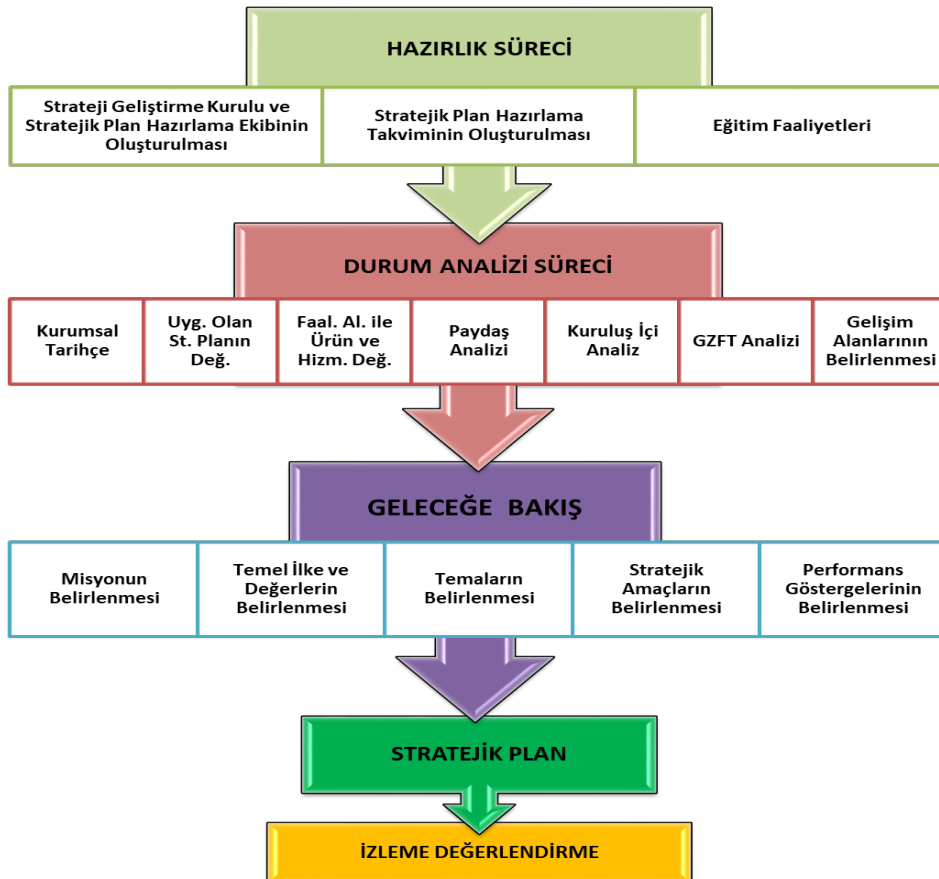 HAZIRLIK SÜRECİ
Strateji Geliştirme Kurulu ve
Stratejik Plan Hazırlama Ekibinin
Oluşturulması
Stratejik Plan Hazırlama
Takviminin Oluşturulması
Eğitim Faaliyetleri
DURUM ANALİZİ SÜRECİ
Kurumsal
Tarihçe
Uyg. Olan
St. Planın
Değ.
Faal. Al. ile
Ürün ve
Hizm. Değ.
Paydaş
Analizi
Kuruluş İçi
Analiz
GZFT Analizi
Gelişim
Alanlarının
Belirlenmesi
GELECEĞE BAKIŞ
Misyonun
Belirlenmesi
Temel İlke ve
Değerlerin
Belirlenmesi
Temaların
Belirlenmesi
Stratejik
Amaçların
Belirlenmesi
Performans
Göstergelerinin
Belirlenmesi
STRATEJİK PLAN
İZLEME DEĞERLENDİRME